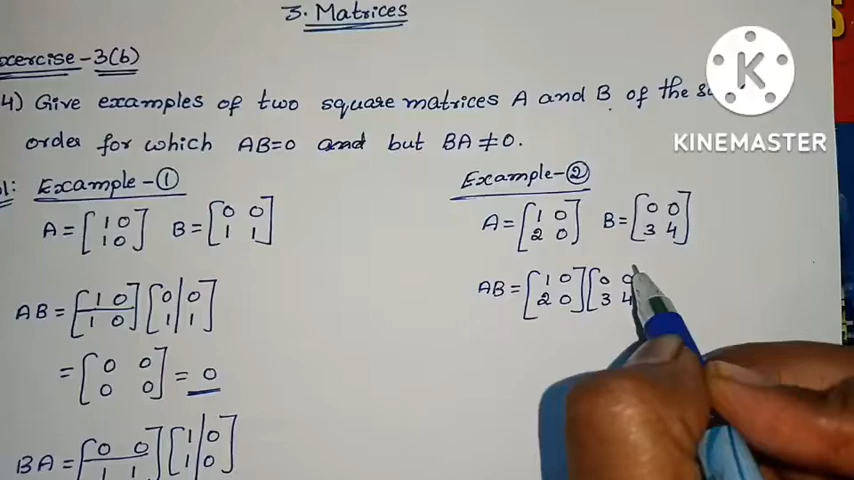 3. Matrices
xcercise-3(b)
4) Give examples of two square matrices A and B of the
order for which AB=0 and but BA≠0.
l: Example-①
A = [1 0
1 0] B = [0 0
1 1]
AB = [1 0
1 0] [0 0
1 1]
= [0 0
0 0] = 0
BA = [0 0
1 1] [1 0
1 0]
Example-②
A = [1 0
2 0] B = [0 0
3 4]
AB = [1 0
2 0] [0 0
3 4
K
KINEMASTER